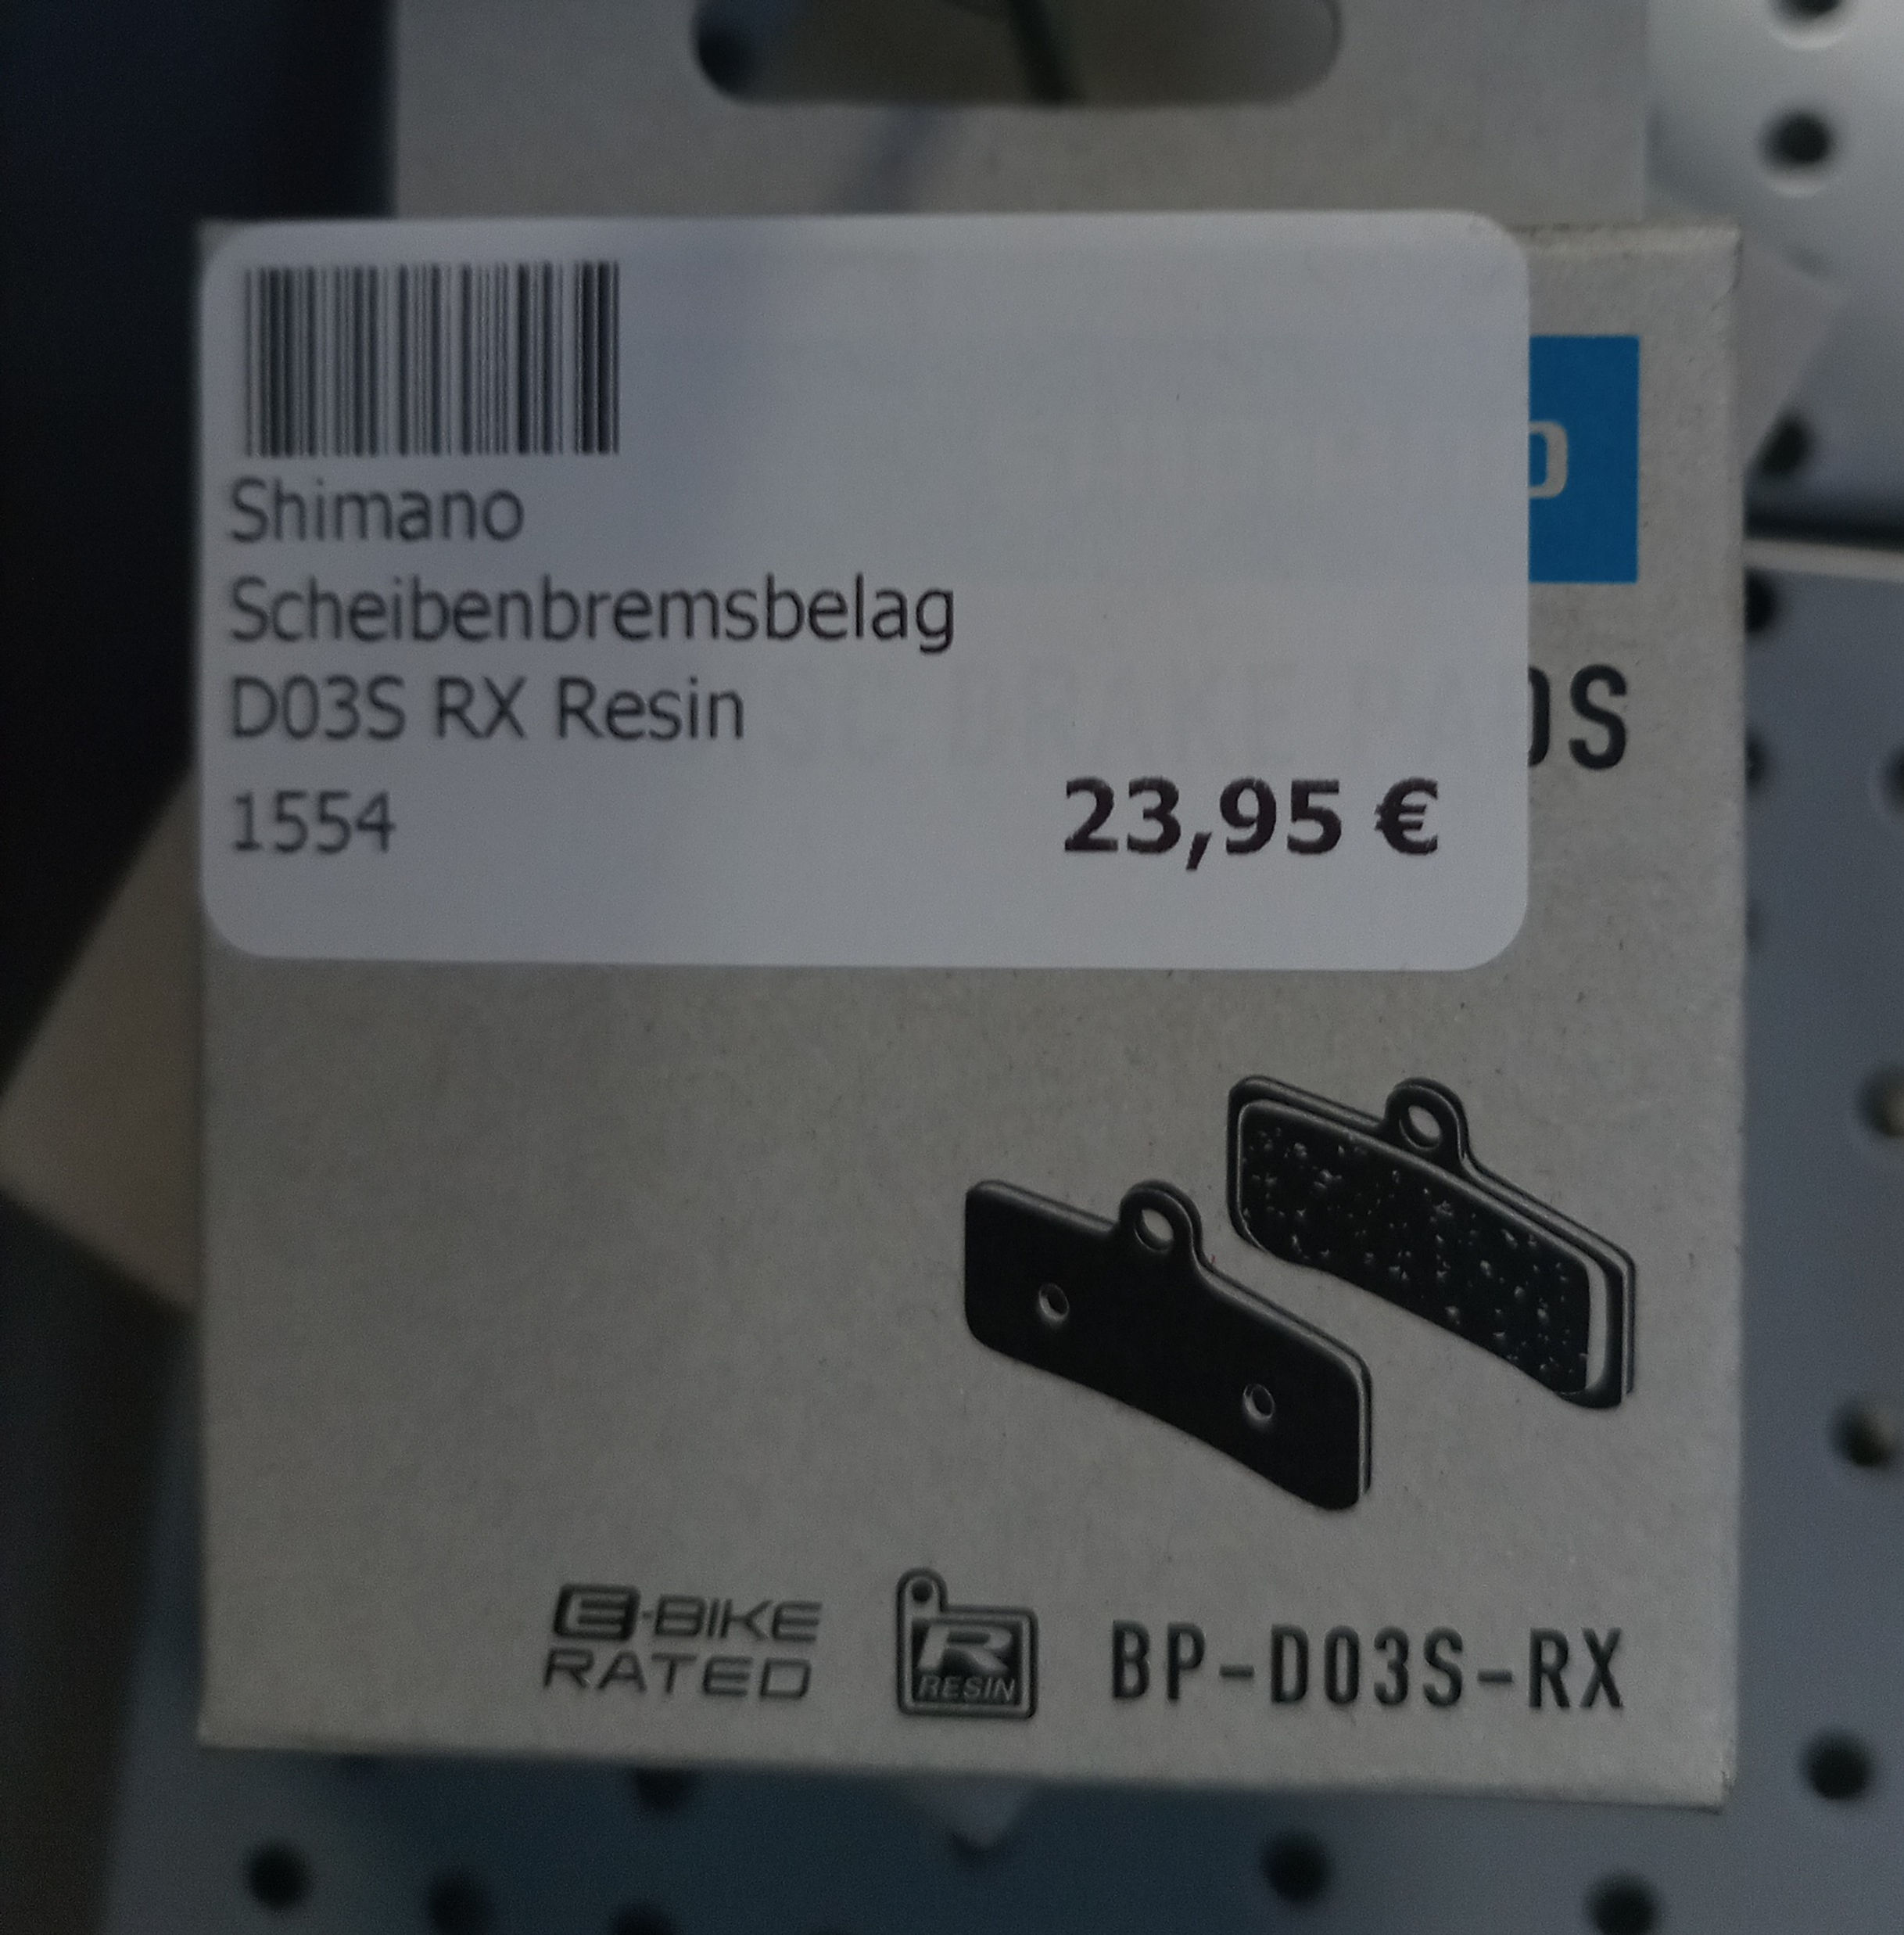 Shimano
Scheibenbremsbelag
D03S RX Resin
1554
23,95 €
E-BIKE
RATED
R
RESIN
BP-D03S-RX